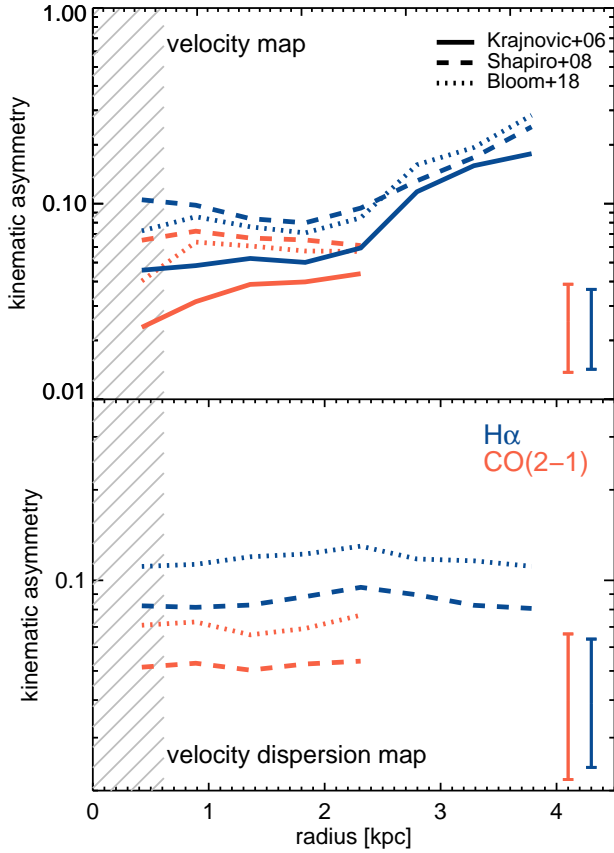 1.00
velocity map
Krajnovic+06
Shapiro+08
Bloom+18
kinematic asymmetry
0.10
0.01
Hα
CO(2−1)
kinematic asymmetry
0.1
velocity dispersion map
0 1 2 3 4
radius [kpc]